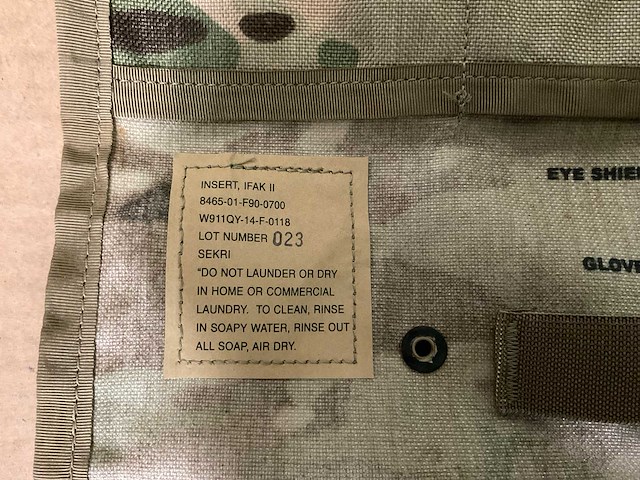 INSERT, IFAK II
8465-01-F90-0700
W911QY-14-F-0118
LOT NUMBER 023
SEKRI
*DO NOT LAUNDER OR DRY
IN HOME OR COMMERCIAL
LAUNDRY. TO CLEAN, RINSE
IN SOAPY WATER, RINSE OUT
ALL SOAP, AIR DRY.
EYE